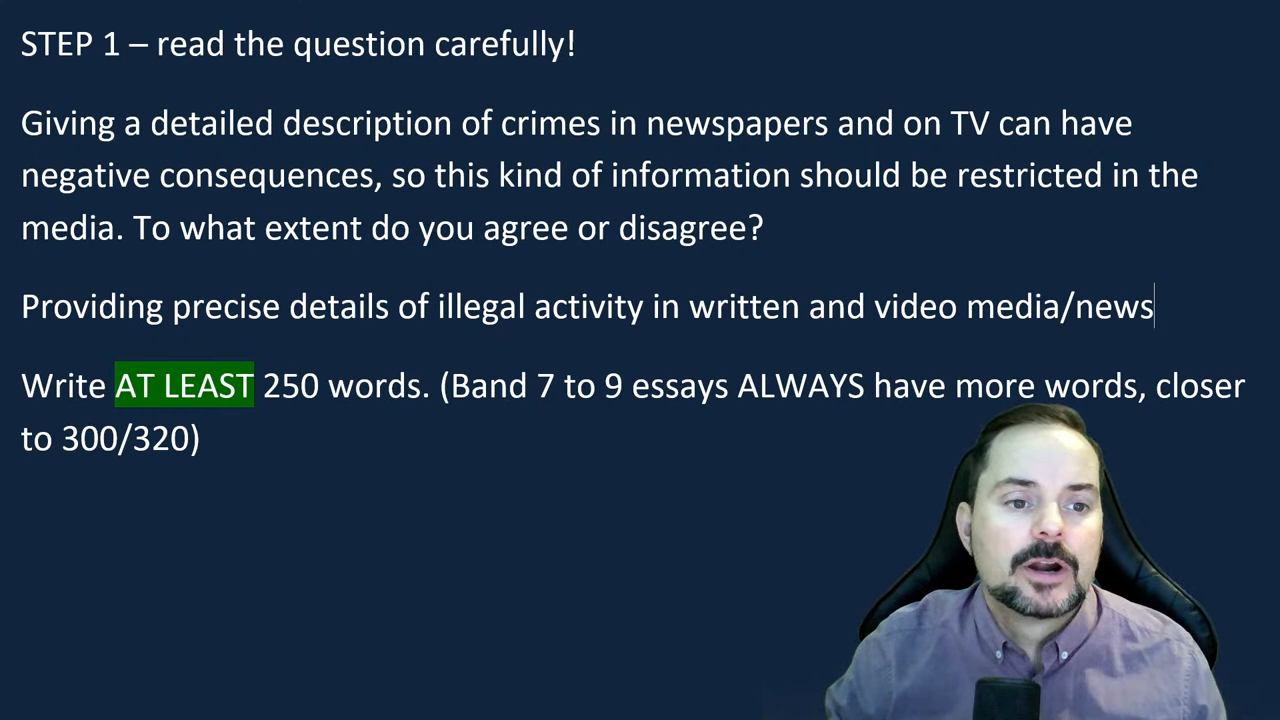 STEP 1 – read the question carefully!
Giving a detailed description of crimes in newspapers and on TV can have
negative consequences, so this kind of information should be restricted in the
media. To what extent do you agree or disagree?
Providing precise details of illegal activity in written and video media/news
Write AT LEAST 250 words. (Band 7 to 9 essays ALWAYS have more words, closer
to 300/320)